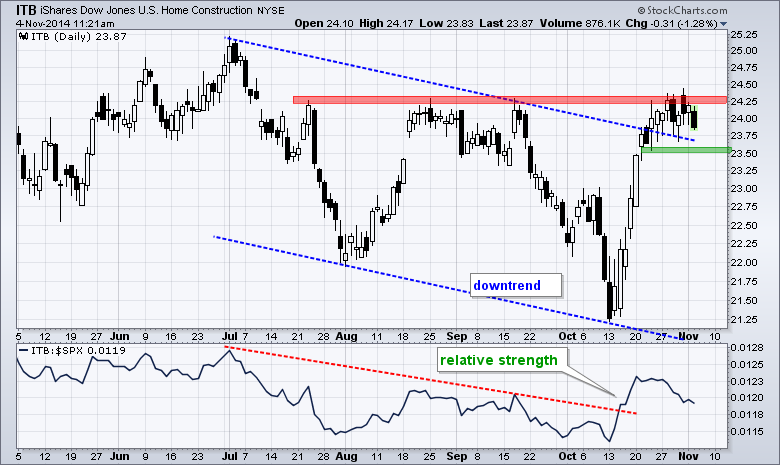 ITB iShares Dow Jones U.S. Home Construction NYSE
© StockCharts.com
4-Nov-2014 11:21am
Open 24.10 High 24.17 Low 23.83 Last 23.87 Volume 876.1K Chg -0.31 (-1.28%)
ITB (Daily) 23.87
25.25
25.00
24.75
24.50
24.25
24.00
23.75
23.50
23.25
23.00
22.75
22.50
22.25
22.00
21.75
21.50
21.25
downtrend
5 12 19 27 Jun 9 16 23 Jul 7 14 21 28 Aug 11 18 25 Sep 8 15 22 Oct 6 13 20 27 Nov 10
ITB:$SPX 0.0119
relative strength
0.0128
0.0123
0.0118
0.0115
5 12 19 27 Jun 9 16 23 Jul 7 14 21 28 Aug 11 18 25 Sep 8 15 22 Oct 6 13 20 27 Nov 10